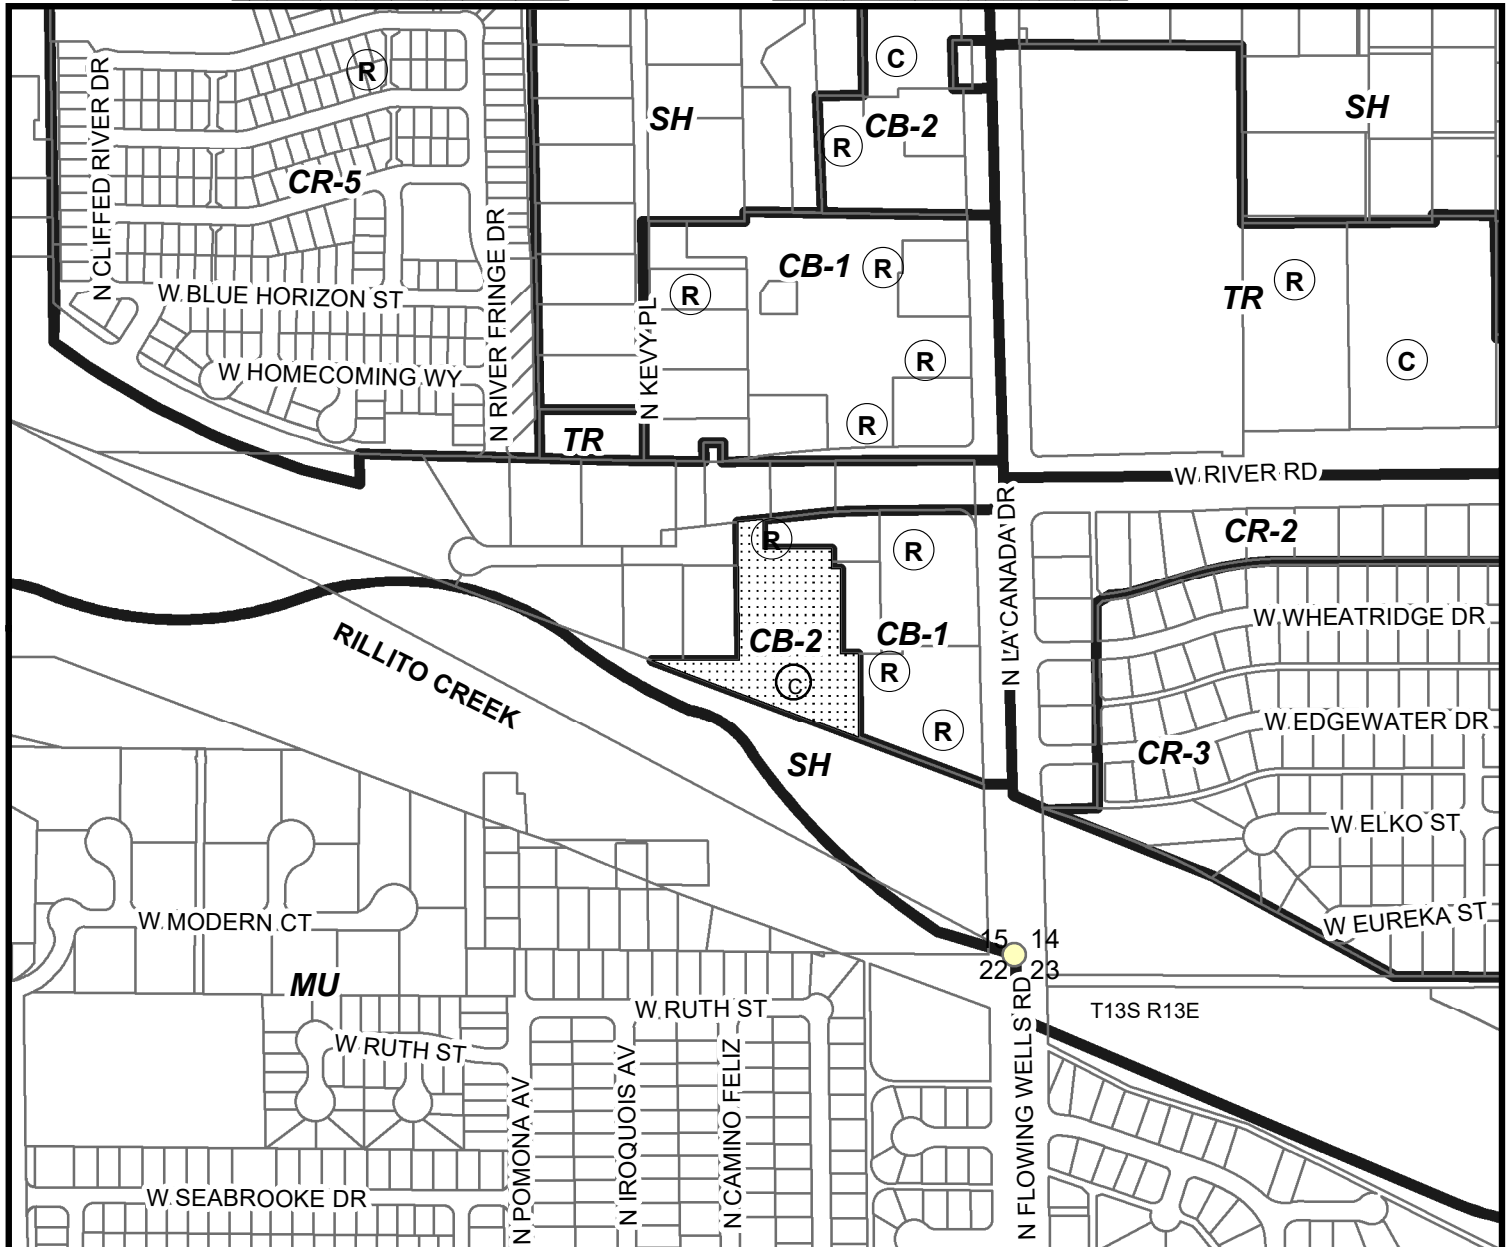 C
R
N CLIFFED RIVER DR
SH
SH
CB-2
R
CR-5
N RIVER FRINGE DR
CB-1
R
R
R
TR
W BLUE HORIZON ST
N KEVY PL
R
C
W HOMECOMING WY
R
TR
W RIVER RD
N LA CANADA DR
R
R
CR-2
W WHEATRIDGE DR
RILLITO CREEK
CB-2
CB-1
R
C
W EDGEWATER DR
R
CR-3
SH
W ELKO ST
W MODERN CT
W EUREKA ST
15 14
22 23
MU
W RUTH ST
T13S R13E
W RUTH ST
N FLOWING WELLS RD
N POMONA AV
N IROQUOIS AV
N CAMINO FELIZ
W SEABROOKE DR